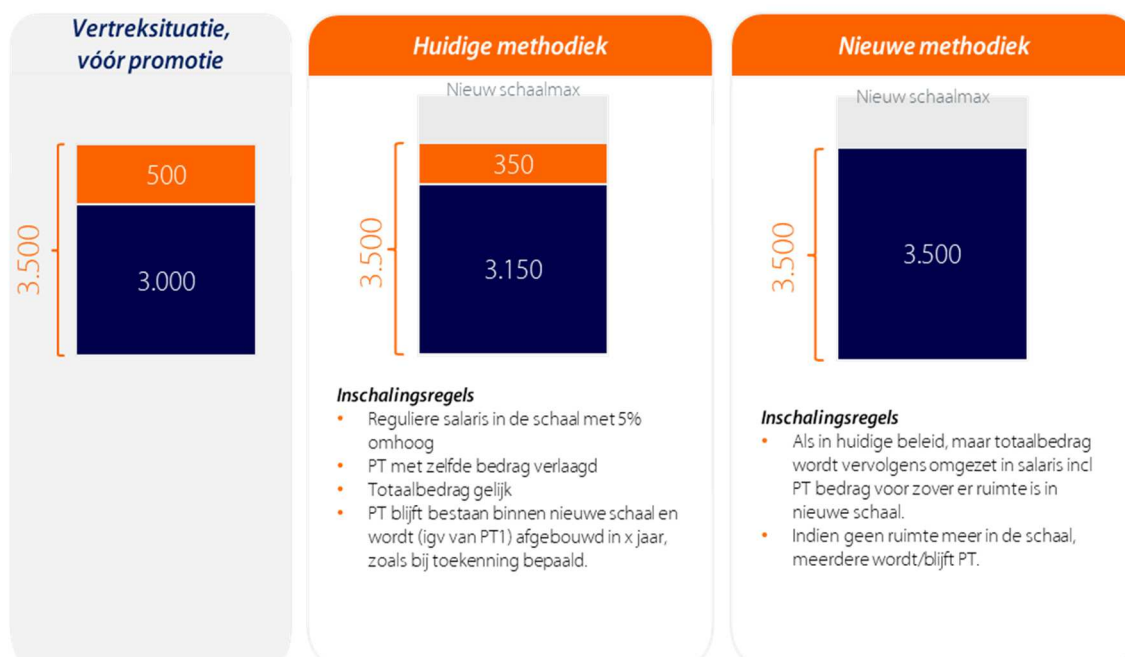 Vertreksituatie,
vóór promotie
3.500
500
3.000
Huidige methodiek
Nieuw schaalmax
3.500
350
3.150
Inschalingsregels
• Reguliere salaris in de schaal met 5%
omhoog
• PT met zelfde bedrag verlaagd
• Totaalbedrag gelijk
• PT blijft bestaan binnen nieuwe schaal en
wordt (igv van PT1) afgebouwd in x jaar,
zoals bij toekenning bepaald.
Nieuwe methodiek
Nieuw schaalmax
3.500
3.500
Inschalingsregels
• Als in huidige beleid, maar totaalbedrag
wordt vervolgens omgezet in salaris incl
PT bedrag voor zover er ruimte is in
nieuwe schaal.
• Indien geen ruimte meer in de schaal,
meerdere wordt/blijft PT.